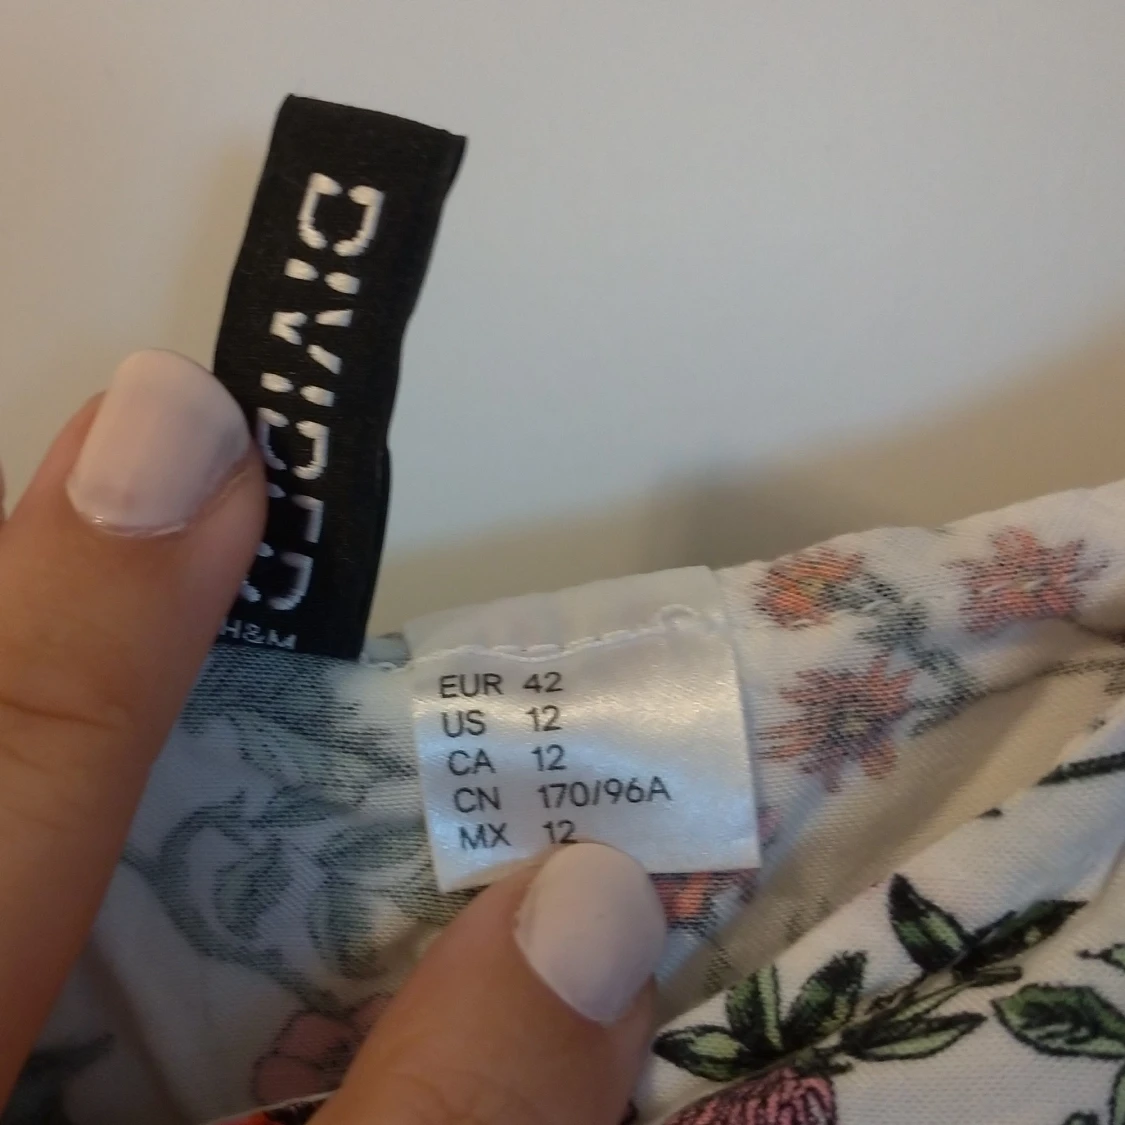 DIVIDED
H&M
EUR 42
US 12
CA 12
CN 170/96A
MX 12